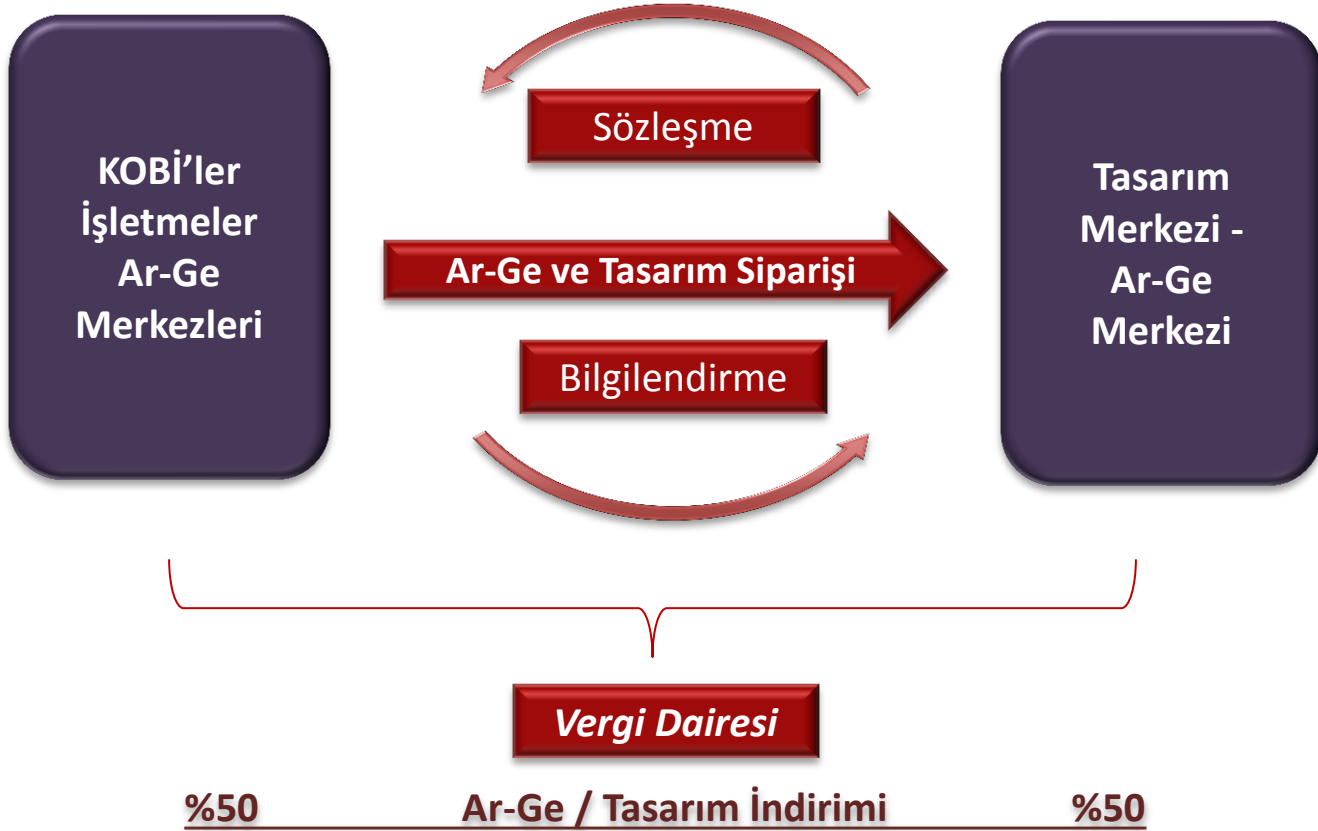 KOBİ’ler
İşletmeler
Ar-Ge
Merkezleri
Sözleşme
Ar-Ge ve Tasarım Siparişi
Bilgilendirme
Tasarım
Merkezi -
Ar-Ge
Merkezi
Vergi Dairesi
%50 Ar-Ge / Tasarım İndirimi %50